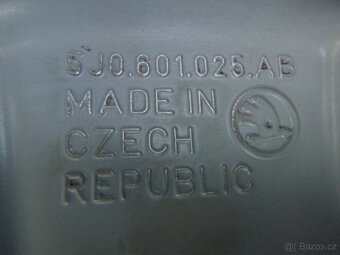 5J0.601.025.AB
MADE IN
CZECH
REPUBLIC
© Bazos.cz